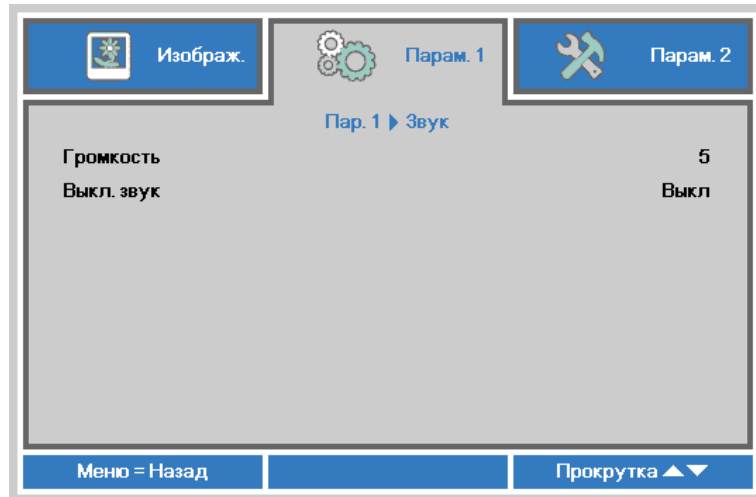 Изображ.
Парам. 1
Парам. 2
Пар. 1 ▶ Звук
Громкость 5
Выкл. звук Выкл
Меню = Назад
Прокрутка ▲▼